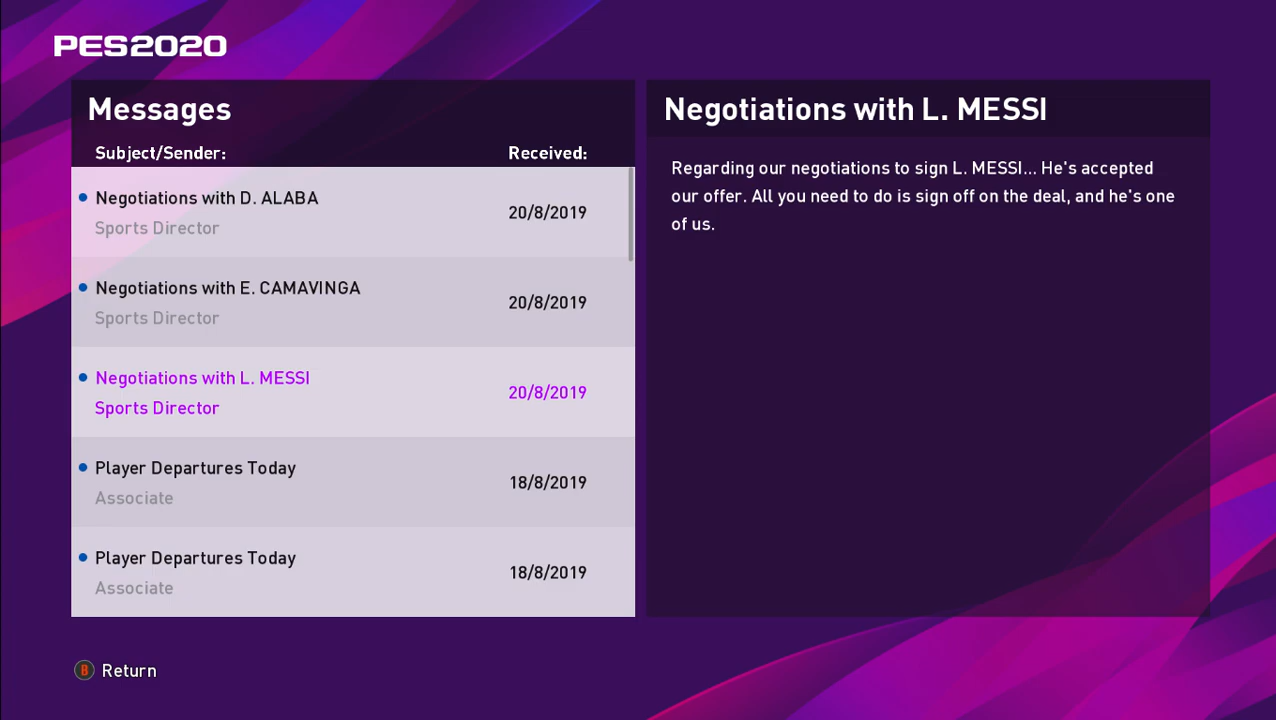 PES2020
Messages
Subject/Sender:
Received:
Negotiations with D. ALABA
Sports Director
20/8/2019
Negotiations with E. CAMAVINGA
Sports Director
20/8/2019
Negotiations with L. MESSI
Sports Director
20/8/2019
Player Departures Today
Associate
18/8/2019
Player Departures Today
Associate
18/8/2019
Negotiations with L. MESSI
Regarding our negotiations to sign L. MESSI... He's accepted
our offer. All you need to do is sign off on the deal, and he's one
of us.
B Return